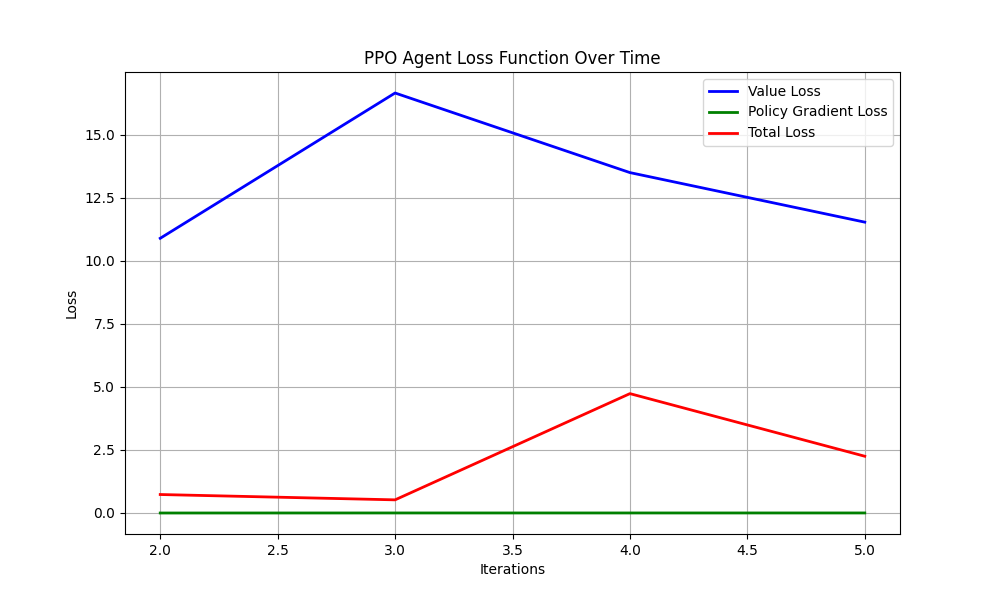 PPO Agent Loss Function Over Time
Value Loss
Policy Gradient Loss
Total Loss
Loss
15.0
12.5
10.0
7.5
5.0
2.5
0.0
2.0 2.5 3.0 3.5 4.0 4.5 5.0
Iterations